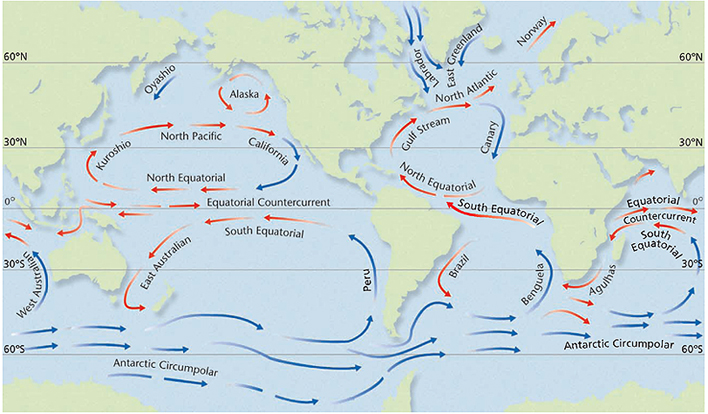 Norway
60°N
60°N
Labrador
East Greenland
Oyashio
Alaska
North Atlantic
Gulf Stream
Canary
North Pacific
Kuroshio
California
30°N
30°N
North Equatorial
North Equatorial
0°
0°
Equatorial Countercurrent
South Equatorial
Equatorial
Countercurrent
South Equatorial
South
Equatorial
East Australian
West Australian
Peru
Brazil
Benguela
Agulhas
30°S
30°S
60°S
60°S
Antarctic Circumpolar
Antarctic Circumpolar